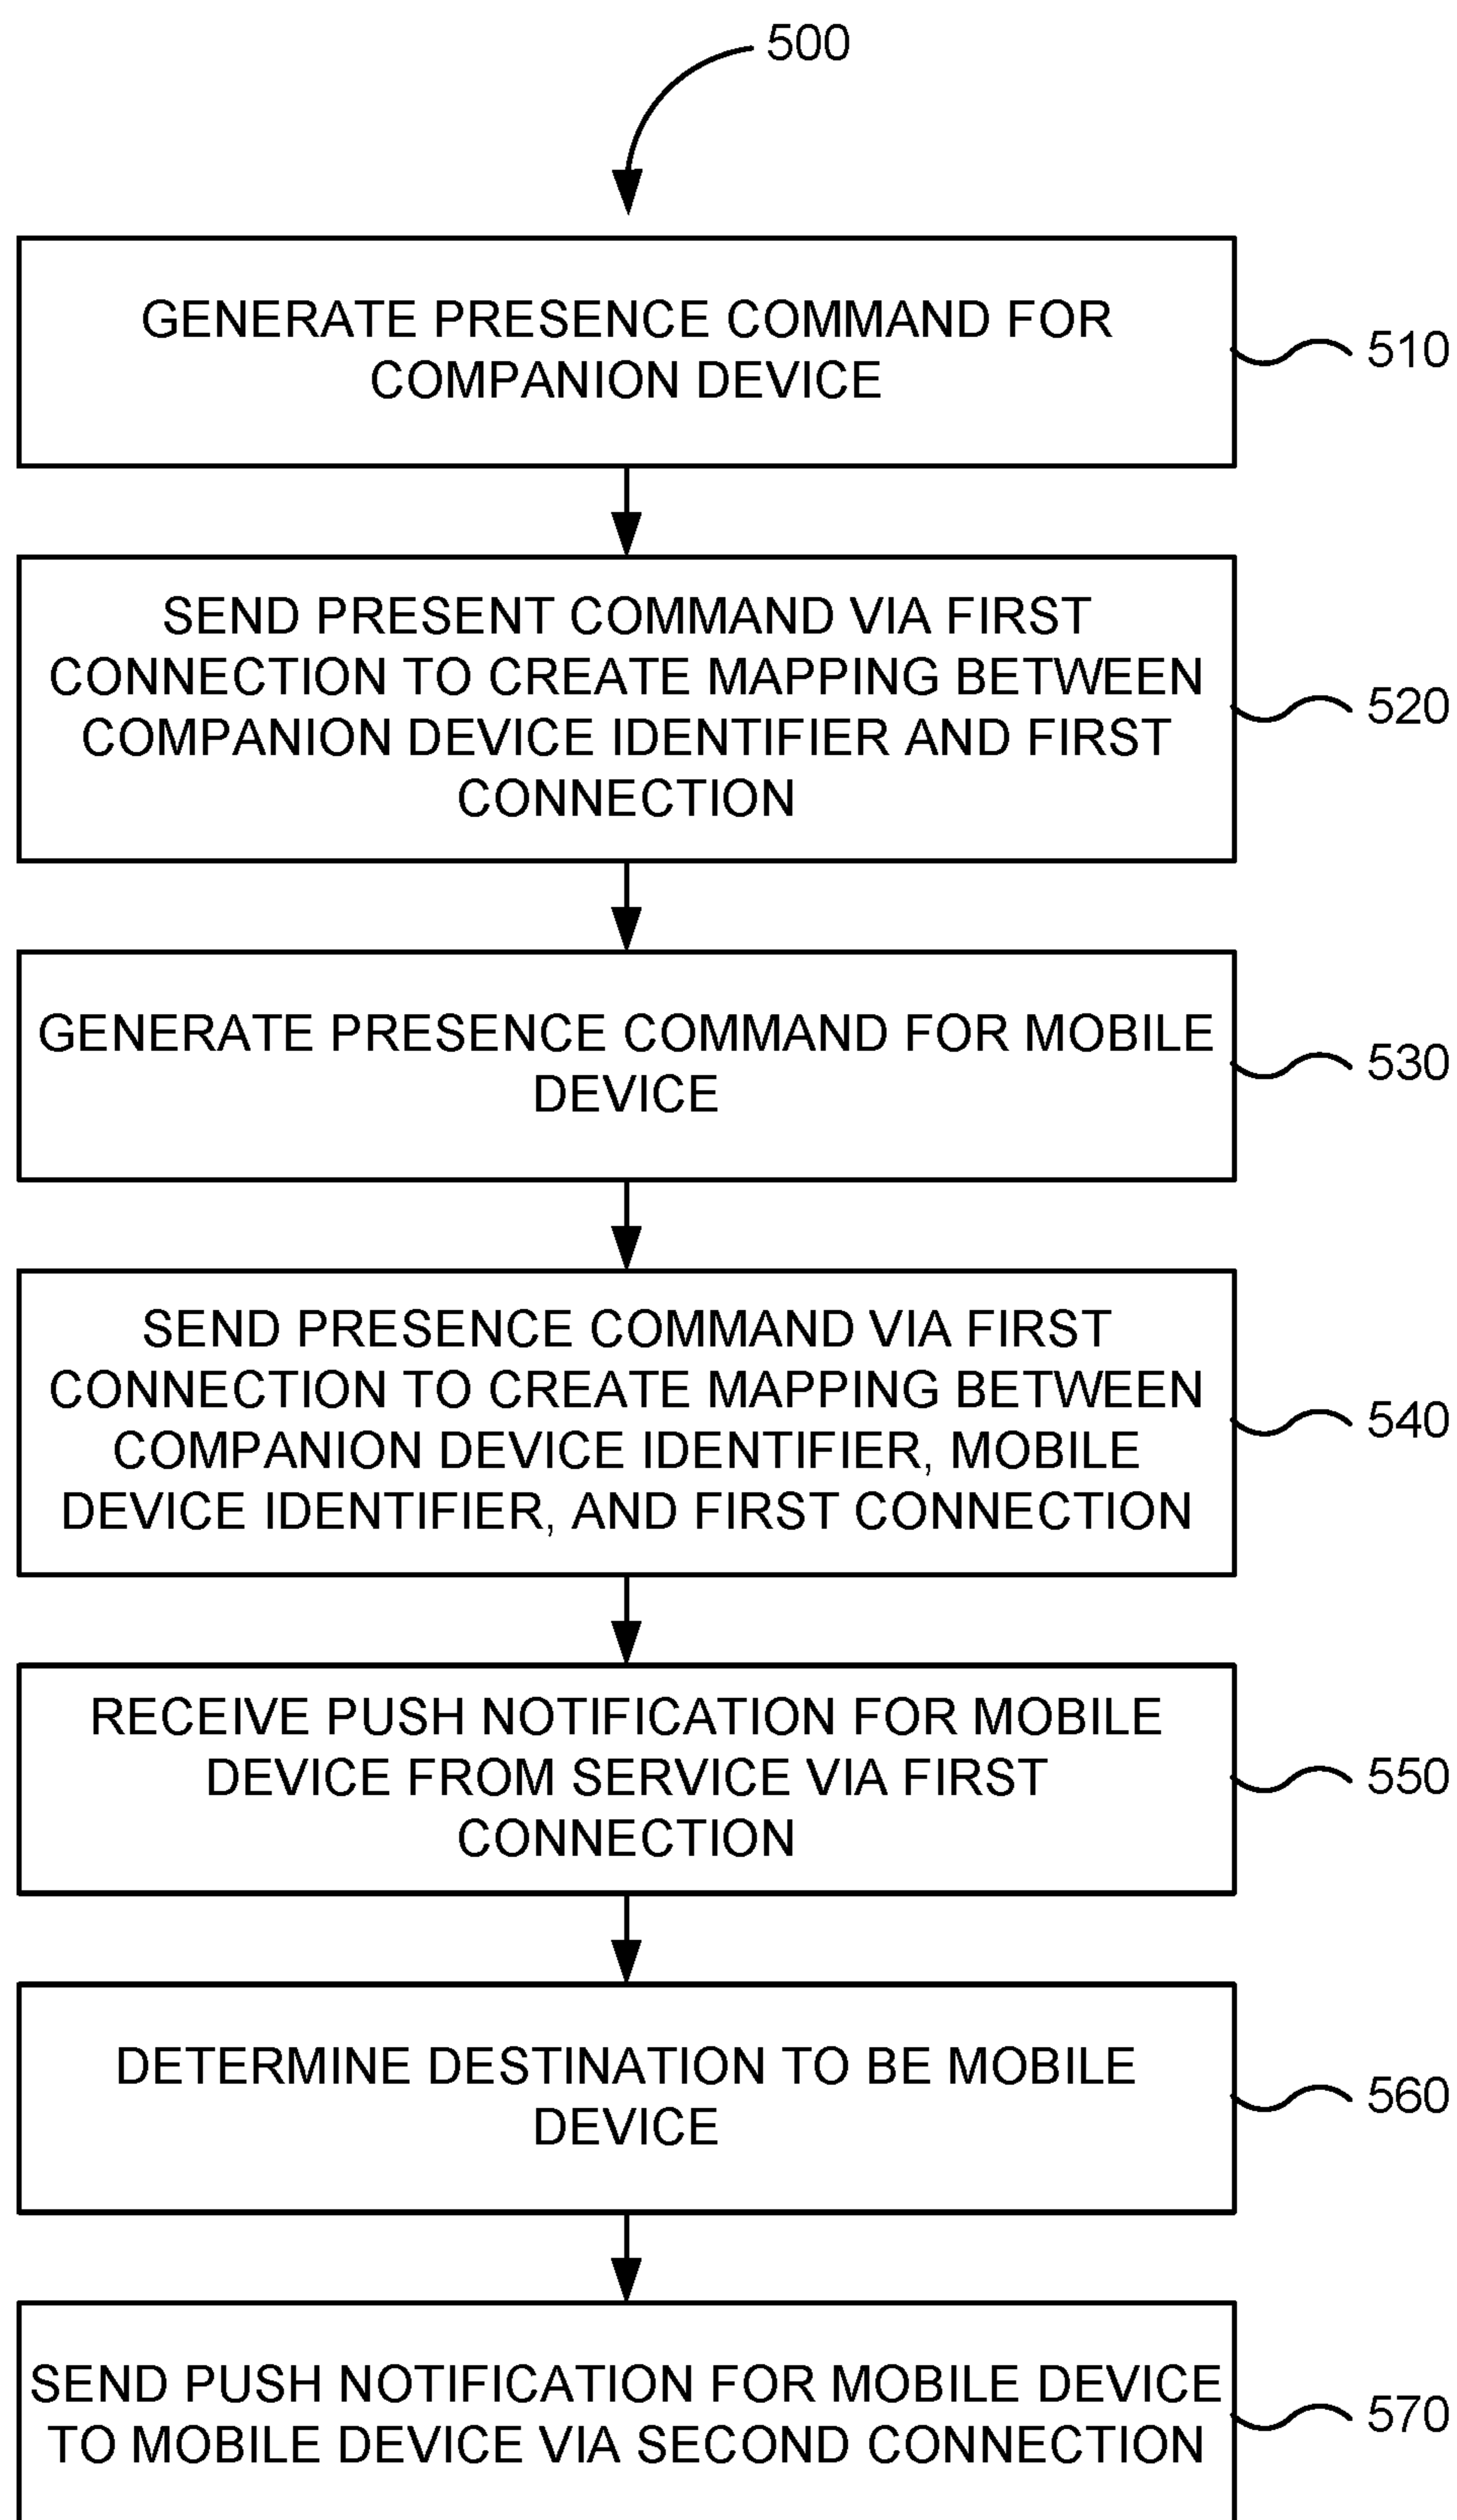 500
GENERATE PRESENCE COMMAND FOR
COMPANION DEVICE
510
SEND PRESENT COMMAND VIA FIRST
CONNECTION TO CREATE MAPPING BETWEEN
COMPANION DEVICE IDENTIFIER AND FIRST
CONNECTION
520
GENERATE PRESENCE COMMAND FOR MOBILE
DEVICE
530
SEND PRESENCE COMMAND VIA FIRST
CONNECTION TO CREATE MAPPING BETWEEN
COMPANION DEVICE IDENTIFIER, MOBILE
DEVICE IDENTIFIER, AND FIRST CONNECTION
540
RECEIVE PUSH NOTIFICATION FOR MOBILE
DEVICE FROM SERVICE VIA FIRST
CONNECTION
550
DETERMINE DESTINATION TO BE MOBILE
DEVICE
560
SEND PUSH NOTIFICATION FOR MOBILE DEVICE
TO MOBILE DEVICE VIA SECOND CONNECTION
570